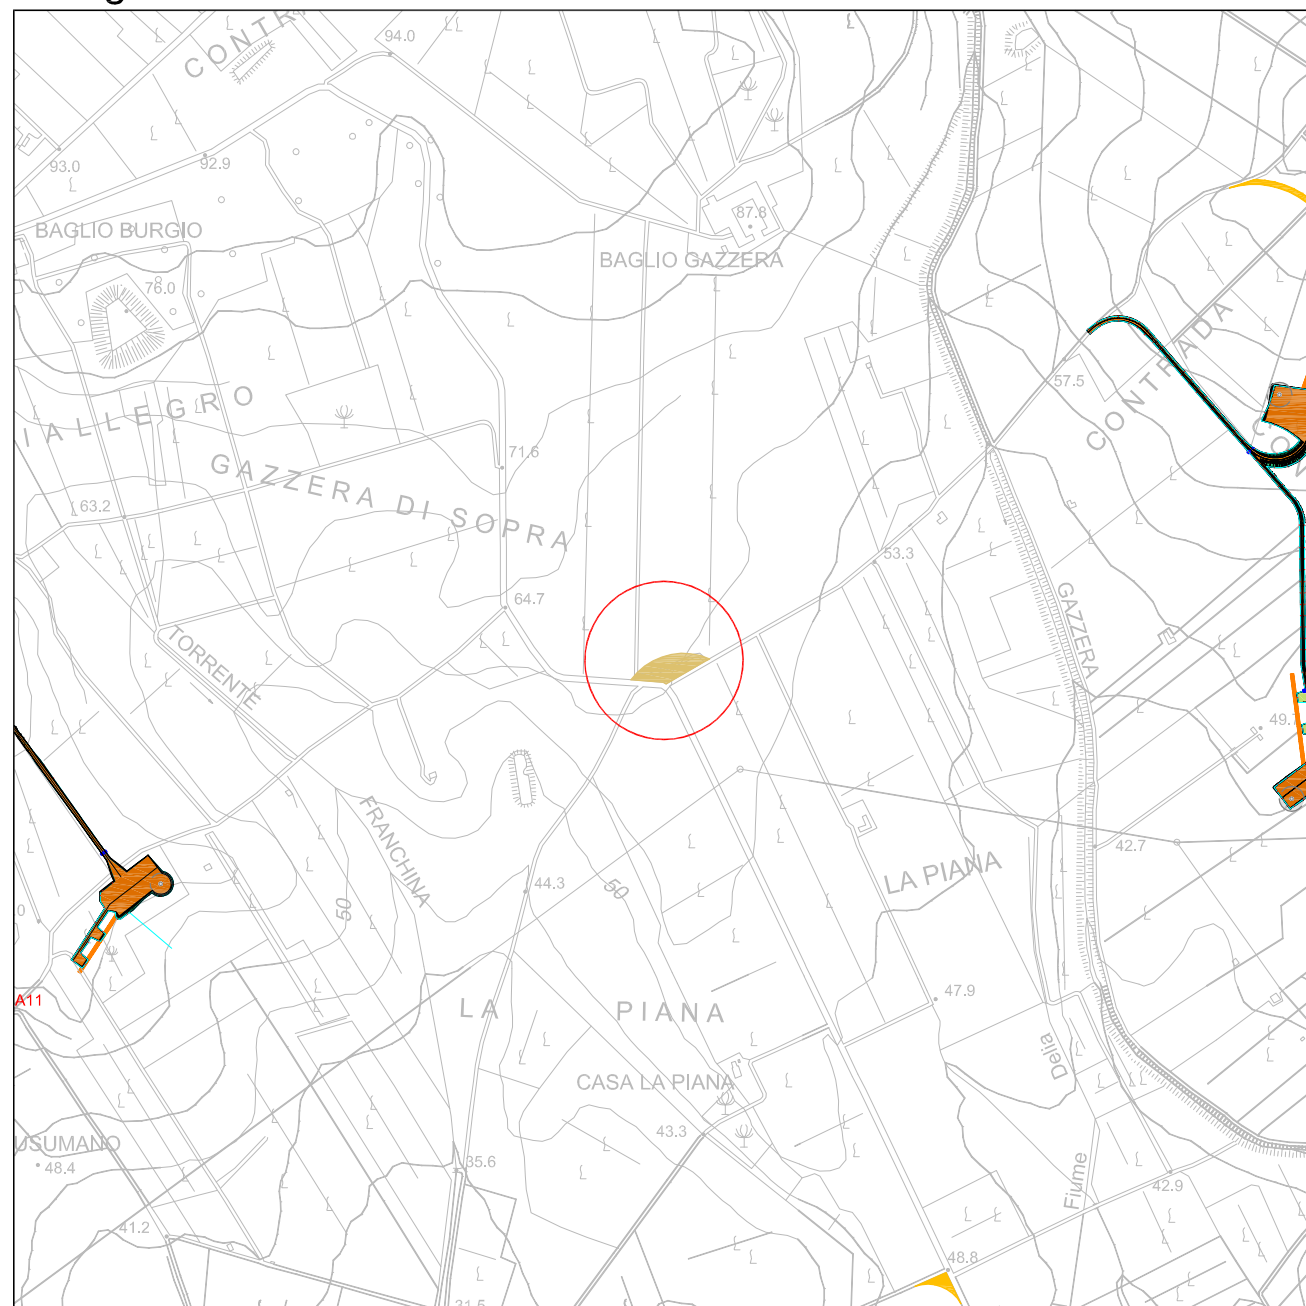 CONTR
94.0
93.0
92.9
87.8
BAGLIO BURGIO
BAGLIO GAZZERA
76.0
CONTRADA
57.5
IALLEGRO
71.6
GAZZERA DI SOPRA
63.2
53.3
64.7
GAZZERA
TORRENTE
49.7
FRANCHINA
42.7
LA PIANA
44.3
50
50
A11
47.9
LA PIANA
Delia
CASA LA PIANA
43.3
USUMANO
48.4
35.6
Fiume
42.9
41.2
48.8
31.5